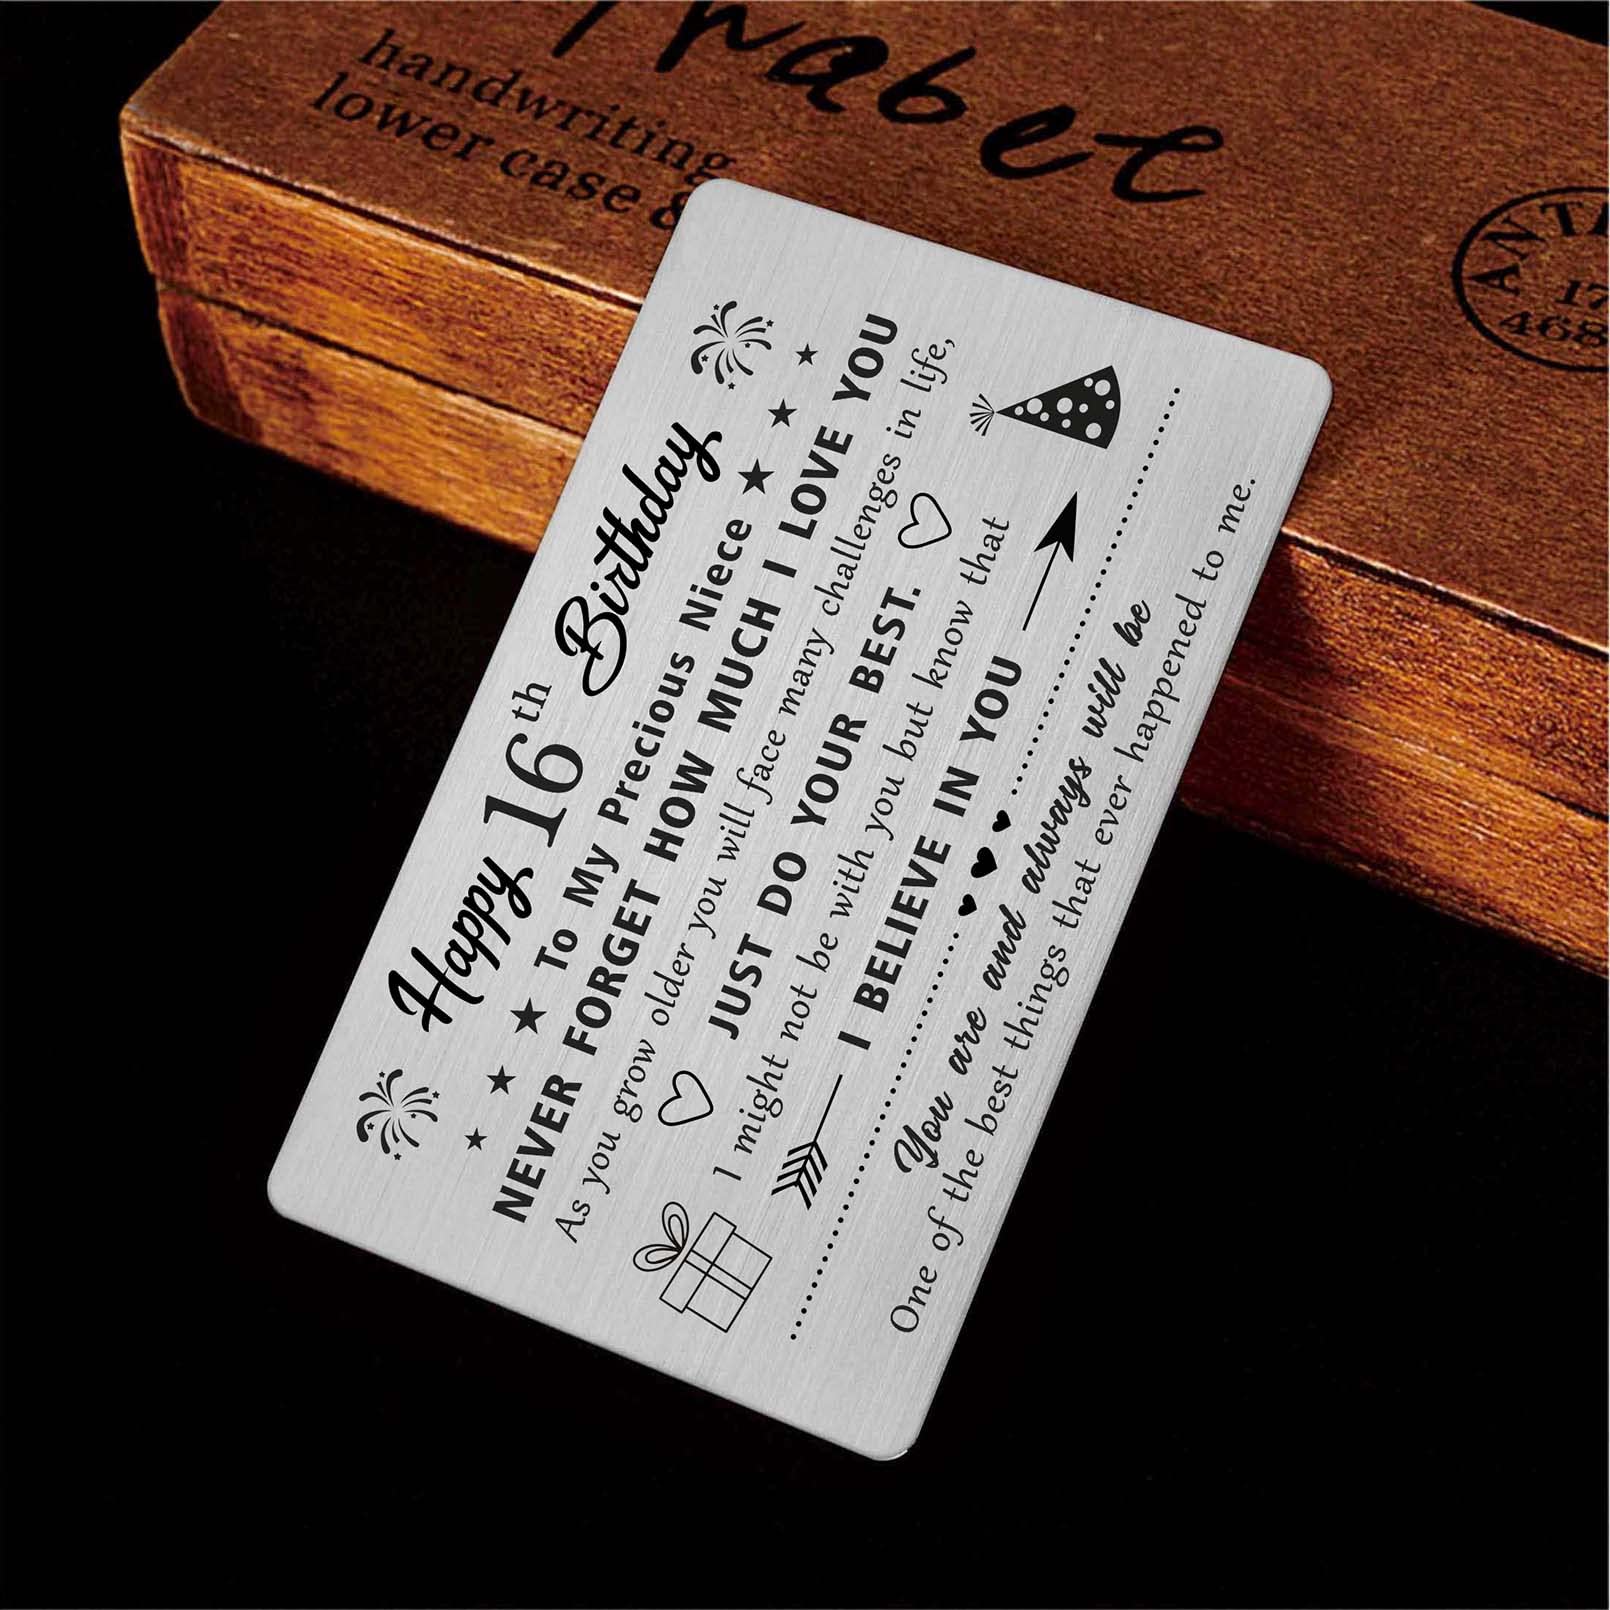 handwriting
lower case &
Happy 16th Birthday
To My Precious Niece
NEVER FORGET HOW MUCH I LOVE YOU
As you grow older you will face many challenges in life,
JUST DO YOUR BEST.
I might not be with you but know that
I BELIEVE IN YOU
You are and always will be
One of the best things that ever happened to me.